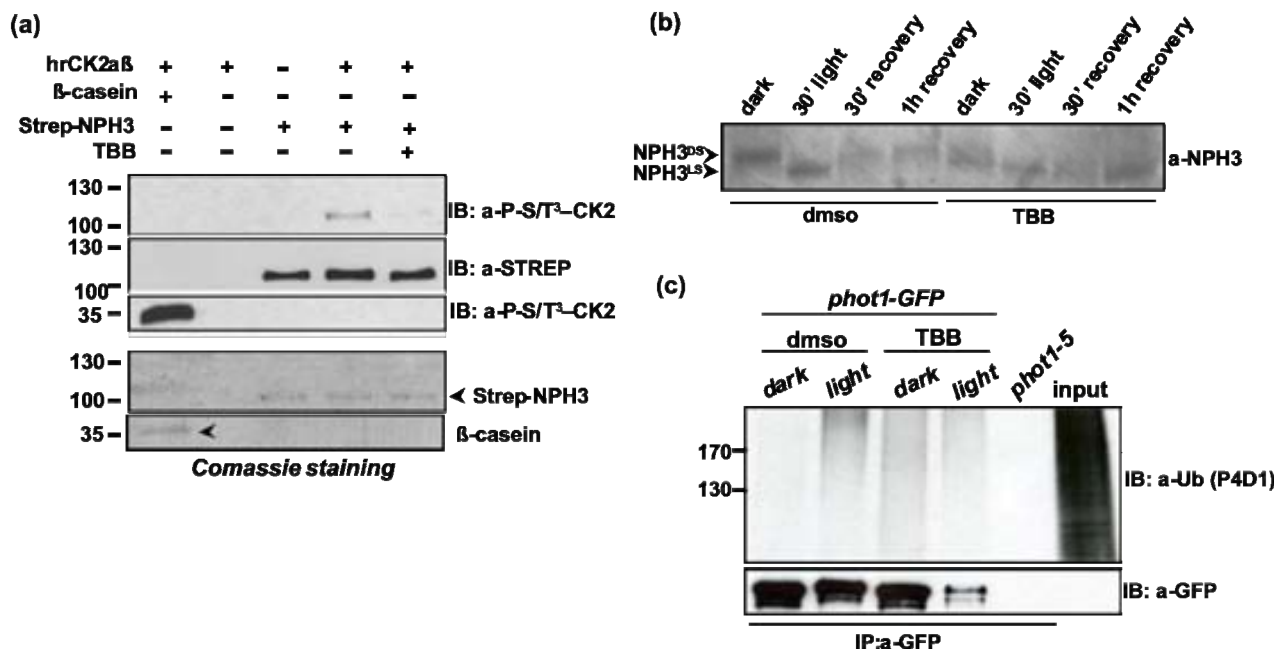 (a)
hrCK2aß + + - + +
ß-casein + - - - -
Strep-NPH3 - - + + +
TBB - - - - +
130
100
IB: a-P-S/T³–CK2
130
100
IB: a-STREP
35
IB: a-P-S/T³–CK2
130
100
Strep-NPH3
35
ß-casein
Comassie staining
(b)
dark 30' light 30' recovery 1h recovery dark 30' light 30' recovery 1h recovery
NPH3ᴰˢ
NPH3ᴸˢ
a-NPH3
dmso TBB
(c)
phot1-GFP
dmso TBB
dark light dark light phot1-5 input
170
130
IB: a-Ub (P4D1)
IB: a-GFP
IP:a-GFP